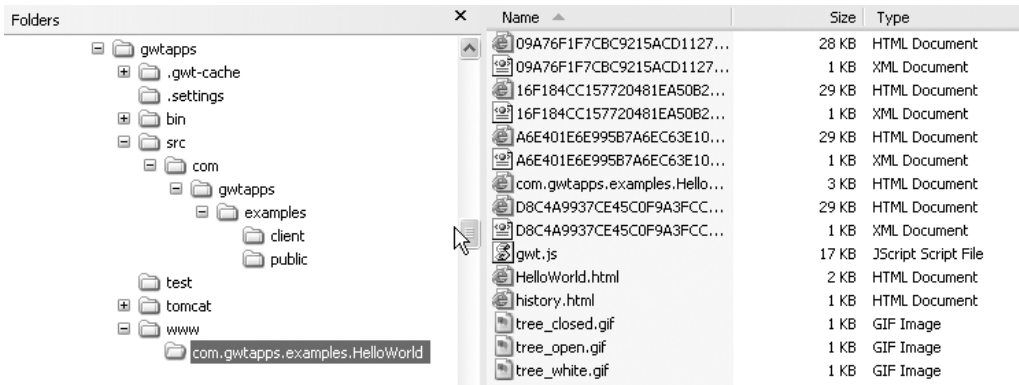 Folders
gwtapps
.gwt-cache
.settings
bin
src
com
gwtapps
examples
client
public
test
tomcat
www
com.gwtapps.examples.HelloWorld
Name Size Type
09A76F1F7CBC9215ACD1127... 28 KB HTML Document
09A76F1F7CBC9215ACD1127... 1 KB XML Document
16F184CC157720481EA50B2... 29 KB HTML Document
16F184CC157720481EA50B2... 1 KB XML Document
A6E401E6E995B7A6EC63E10... 29 KB HTML Document
A6E401E6E995B7A6EC63E10... 1 KB XML Document
com.gwtapps.examples.Hello... 3 KB HTML Document
D8C4A9937CE45C0F9A3FCC... 29 KB HTML Document
D8C4A9937CE45C0F9A3FCC... 1 KB XML Document
gwt.js 17 KB JScript Script File
HelloWorld.html 2 KB HTML Document
history.html 1 KB HTML Document
tree_closed.gif 1 KB GIF Image
tree_open.gif 1 KB GIF Image
tree_white.gif 1 KB GIF Image